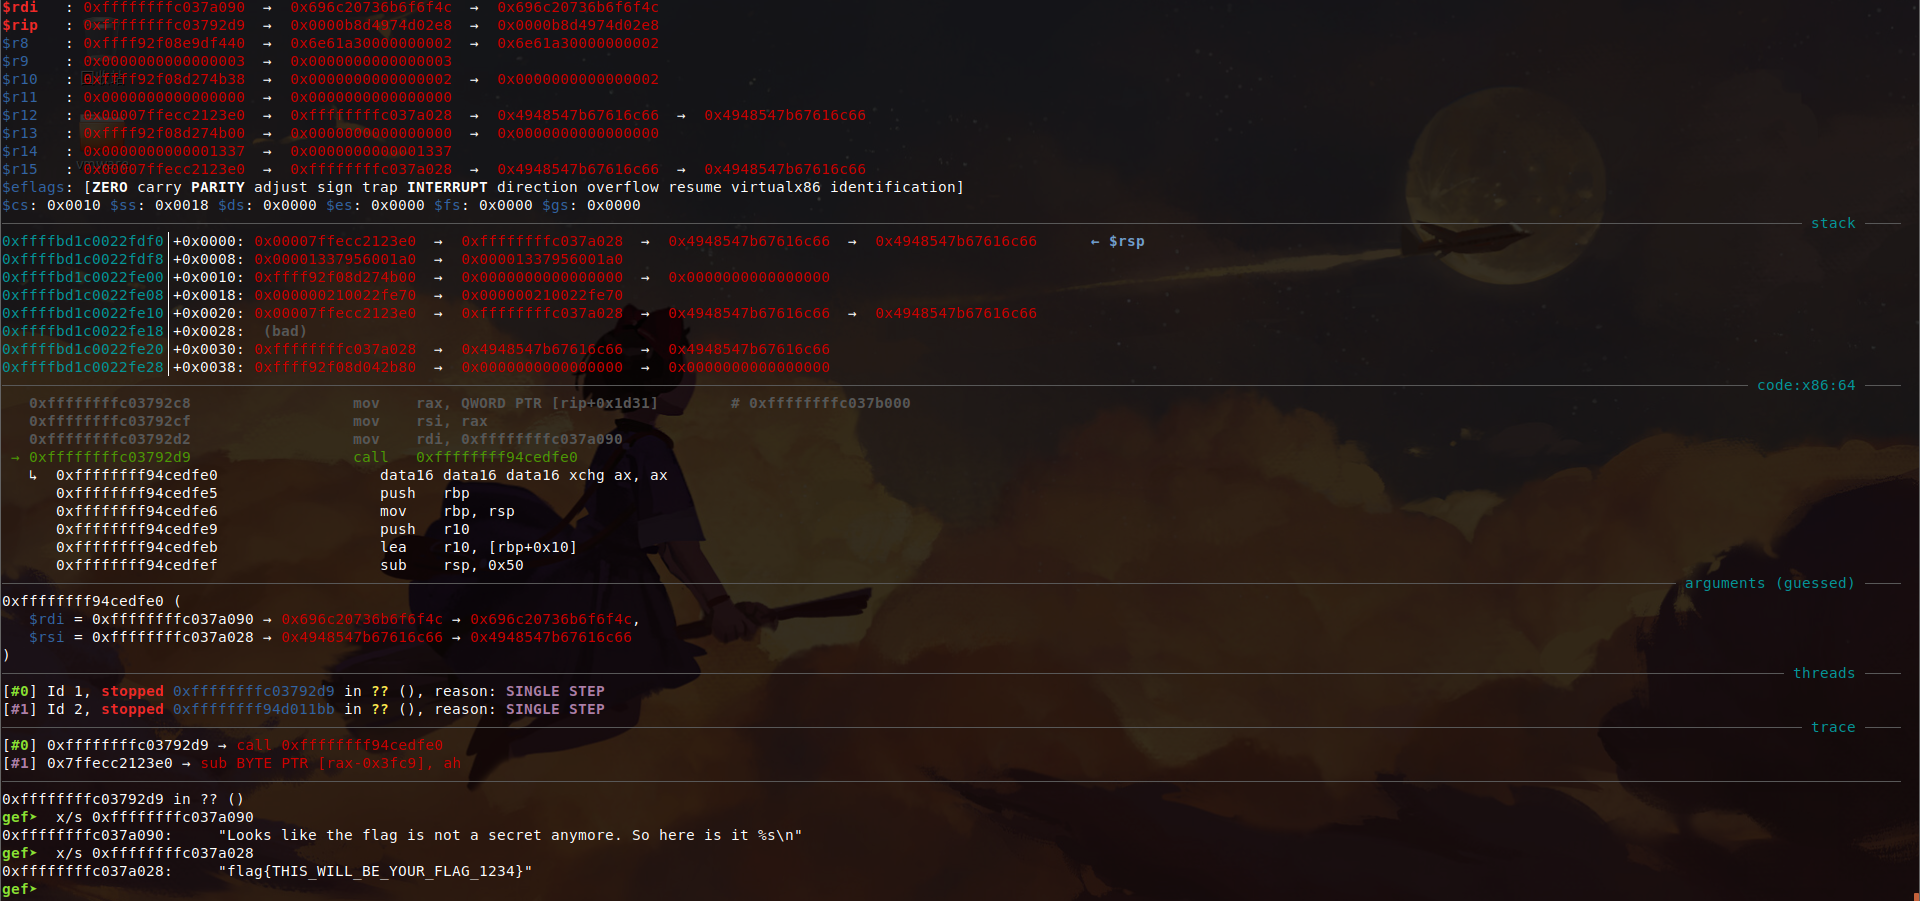 $rdi   : 0xffffffffc037a090  →  0x696c20736b6f6f4c  →  0x696c20736b6f6f4c
$rip   : 0xffffffffc03792d9  →  0x0000b8d4974d02e8  →  0x0000b8d4974d02e8
$r8    : 0xffff92f08e9df440  →  0x6e61a30000000002  →  0x6e61a30000000002
$r9    : 0x0000000000000003  →  0x0000000000000003
$r10   : 0xffff92f08d274b38  →  0x0000000000000002  →  0x0000000000000002
$r11   : 0x0000000000000000  →  0x0000000000000000
$r12   : 0x00007ffecc2123e0  →  0xffffffffc037a028  →  0x4948547b67616c66  →  0x4948547b67616c66
$r13   : 0xffff92f08d274b00  →  0x0000000000000000  →  0x0000000000000000
$r14   : 0x0000000000001337  →  0x0000000000001337
$r15   : 0x00007ffecc2123e0  →  0xffffffffc037a028  →  0x4948547b67616c66  →  0x4948547b67616c66
$eflags: [ZERO carry PARITY adjust sign trap INTERRUPT direction overflow resume virtualx86 identification]
$cs: 0x0010 $ss: 0x0018 $ds: 0x0000 $es: 0x0000 $fs: 0x0000 $gs: 0x0000
stack
0xffffbd1c0022fdf0│+0x0000: 0x00007ffecc2123e0  →  0xffffffffc037a028  →  0x4948547b67616c66  →  0x4948547b67616c66      ← $rsp
0xffffbd1c0022fdf8│+0x0008: 0x00001337956001a0  →  0x00001337956001a0
0xffffbd1c0022fe00│+0x0010: 0xffff92f08d274b00  →  0x0000000000000000  →  0x0000000000000000
0xffffbd1c0022fe08│+0x0018: 0x000000210022fe70  →  0x000000210022fe70
0xffffbd1c0022fe10│+0x0020: 0x00007ffecc2123e0  →  0xffffffffc037a028  →  0x4948547b67616c66  →  0x4948547b67616c66
0xffffbd1c0022fe18│+0x0028:  (bad)
0xffffbd1c0022fe20│+0x0030: 0xffffffffc037a028  →  0x4948547b67616c66  →  0x4948547b67616c66
0xffffbd1c0022fe28│+0x0038: 0xffff92f08d042b80  →  0x0000000000000000  →  0x0000000000000000
code:x86:64
0xffffffffc03792c8                  mov    rax, QWORD PTR [rip+0x1d31]        # 0xffffffffc037b000
0xffffffffc03792cf                  mov    rsi, rax
0xffffffffc03792d2                  mov    rdi, 0xffffffffc037a090
→ 0xffffffffc03792d9                  call   0xffffffff94cedfe0
↳  0xffffffff94cedfe0                  data16 data16 data16 xchg ax, ax
0xffffffff94cedfe5                  push   rbp
0xffffffff94cedfe6                  mov    rbp, rsp
0xffffffff94cedfe9                  push   r10
0xffffffff94cedfeb                  lea    r10, [rbp+0x10]
0xffffffff94cedfef                  sub    rsp, 0x50
arguments (guessed)
0xffffffff94cedfe0 (
$rdi = 0xffffffffc037a090 → 0x696c20736b6f6f4c → 0x696c20736b6f6f4c,
$rsi = 0xffffffffc037a028 → 0x4948547b67616c66 → 0x4948547b67616c66
)
threads
[#0] Id 1, stopped 0xffffffffc03792d9 in ?? (), reason: SINGLE STEP
[#1] Id 2, stopped 0xffffffff94d011bb in ?? (), reason: SINGLE STEP
trace
[#0] 0xffffffffc03792d9 → call 0xffffffff94cedfe0
[#1] 0x7ffecc2123e0 → sub BYTE PTR [rax-0x3fc9], ah
0xffffffffc03792d9 in ?? ()
gef➤  x/s 0xffffffffc037a090
0xffffffffc037a090:     "Looks like the flag is not a secret anymore. So here is it %s\n"
gef➤  x/s 0xffffffffc037a028
0xffffffffc037a028:     "flag{THIS_WILL_BE_YOUR_FLAG_1234}"
gef➤